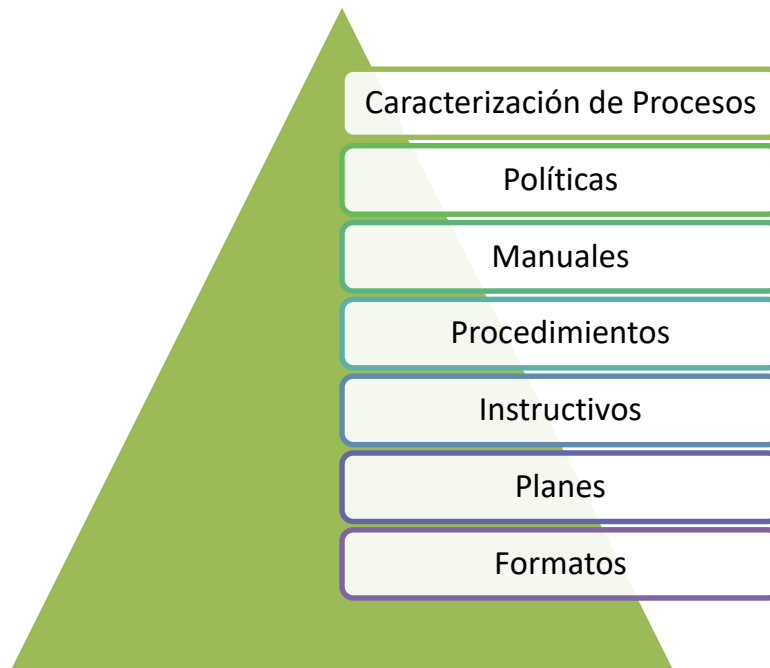 Caracterización de Procesos
Políticas
Manuales
Procedimientos
Instructivos
Planes
Formatos